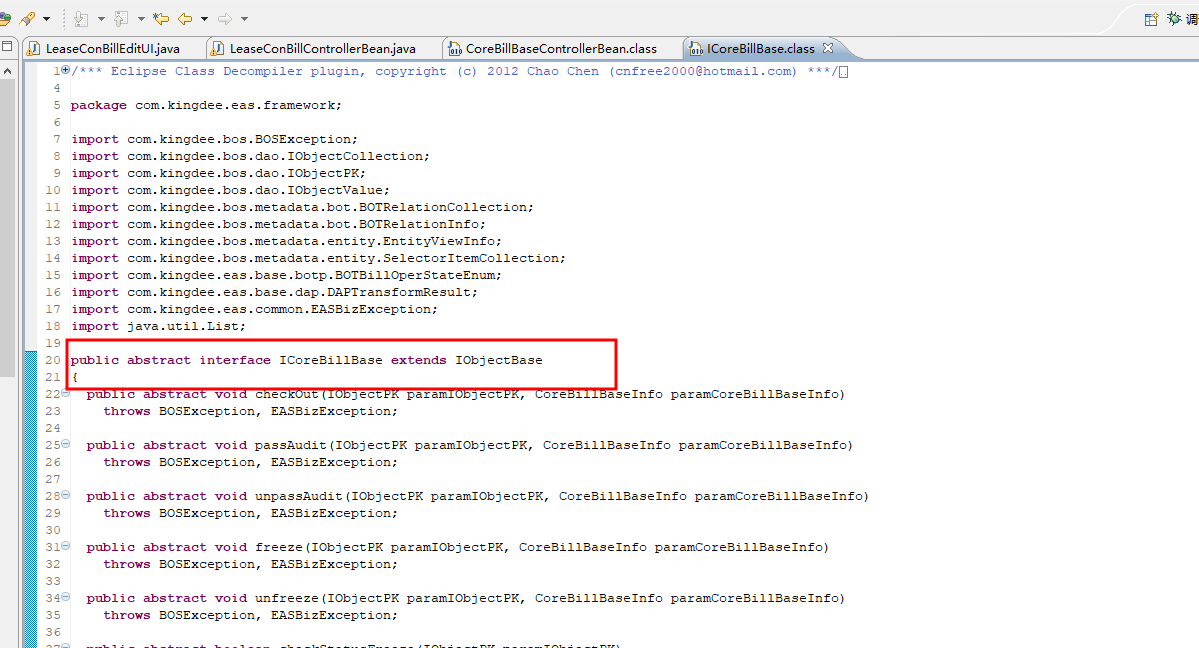 调
LeaseConBillEditUI.java LeaseConBillControllerBean.java CoreBillBaseControllerBean.class ICoreBillBase.class
1 /*** Eclipse Class Decompiler plugin, copyright (c) 2012 Chao Chen (cnfree2000@hotmail.com) ***/
4
5 package com.kingdee.eas.framework;
6
7 import com.kingdee.bos.BOSException;
8 import com.kingdee.bos.dao.IObjectCollection;
9 import com.kingdee.bos.dao.IObjectPK;
10 import com.kingdee.bos.dao.IObjectValue;
11 import com.kingdee.bos.metadata.bot.BOTRelationCollection;
12 import com.kingdee.bos.metadata.bot.BOTRelationInfo;
13 import com.kingdee.bos.metadata.entity.EntityViewInfo;
14 import com.kingdee.bos.metadata.entity.SelectorItemCollection;
15 import com.kingdee.eas.base.botp.BOTBillOperStateEnum;
16 import com.kingdee.eas.base.dap.DAPTransformResult;
17 import com.kingdee.eas.common.EASBizException;
18 import java.util.List;
19
20 public abstract interface ICoreBillBase extends IObjectBase
21 {
22 public abstract void checkOut(IObjectPK paramIObjectPK, CoreBillBaseInfo paramCoreBillBaseInfo)
23 throws BOSException, EASBizException;
24
25 public abstract void passAudit(IObjectPK paramIObjectPK, CoreBillBaseInfo paramCoreBillBaseInfo)
26 throws BOSException, EASBizException;
27
28 public abstract void unpassAudit(IObjectPK paramIObjectPK, CoreBillBaseInfo paramCoreBillBaseInfo)
29 throws BOSException, EASBizException;
30
31 public abstract void freeze(IObjectPK paramIObjectPK, CoreBillBaseInfo paramCoreBillBaseInfo)
32 throws BOSException, EASBizException;
33
34 public abstract void unfreeze(IObjectPK paramIObjectPK, CoreBillBaseInfo paramCoreBillBaseInfo)
35 throws BOSException, EASBizException;
36